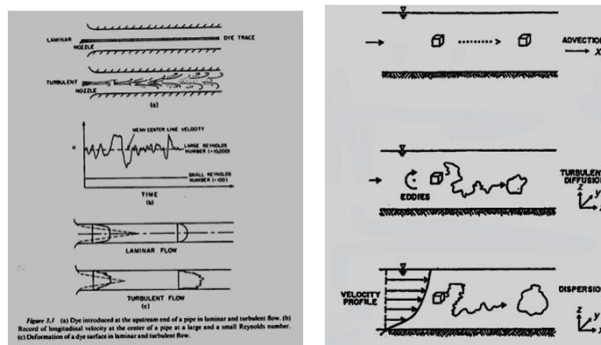 LAMINAR
DYE TRACE
NOZZLE
TURBULENT
NOZZLE
(a)
MEAN CENTER LINE VELOCITY
LARGE REYNOLDS
NUMBER (≈10,000)
SMALL REYNOLDS
NUMBER (≈100)
TIME
(b)
LAMINAR FLOW
TURBULENT FLOW
(c)
Figure 3.1 (a) Dye introduced at the upstream end of a pipe in laminar and turbulent flow. (b)
Record of longitudinal velocity at the center of a pipe at a large and a small Reynolds number.
(c) Deformation of a dye surface in laminar and turbulent flow.
ADVECTION
X
EDDIES
TURBULENT
DIFFUSION
Z
Y
VELOCITY
PROFILE
DISPERSION
Z
Y